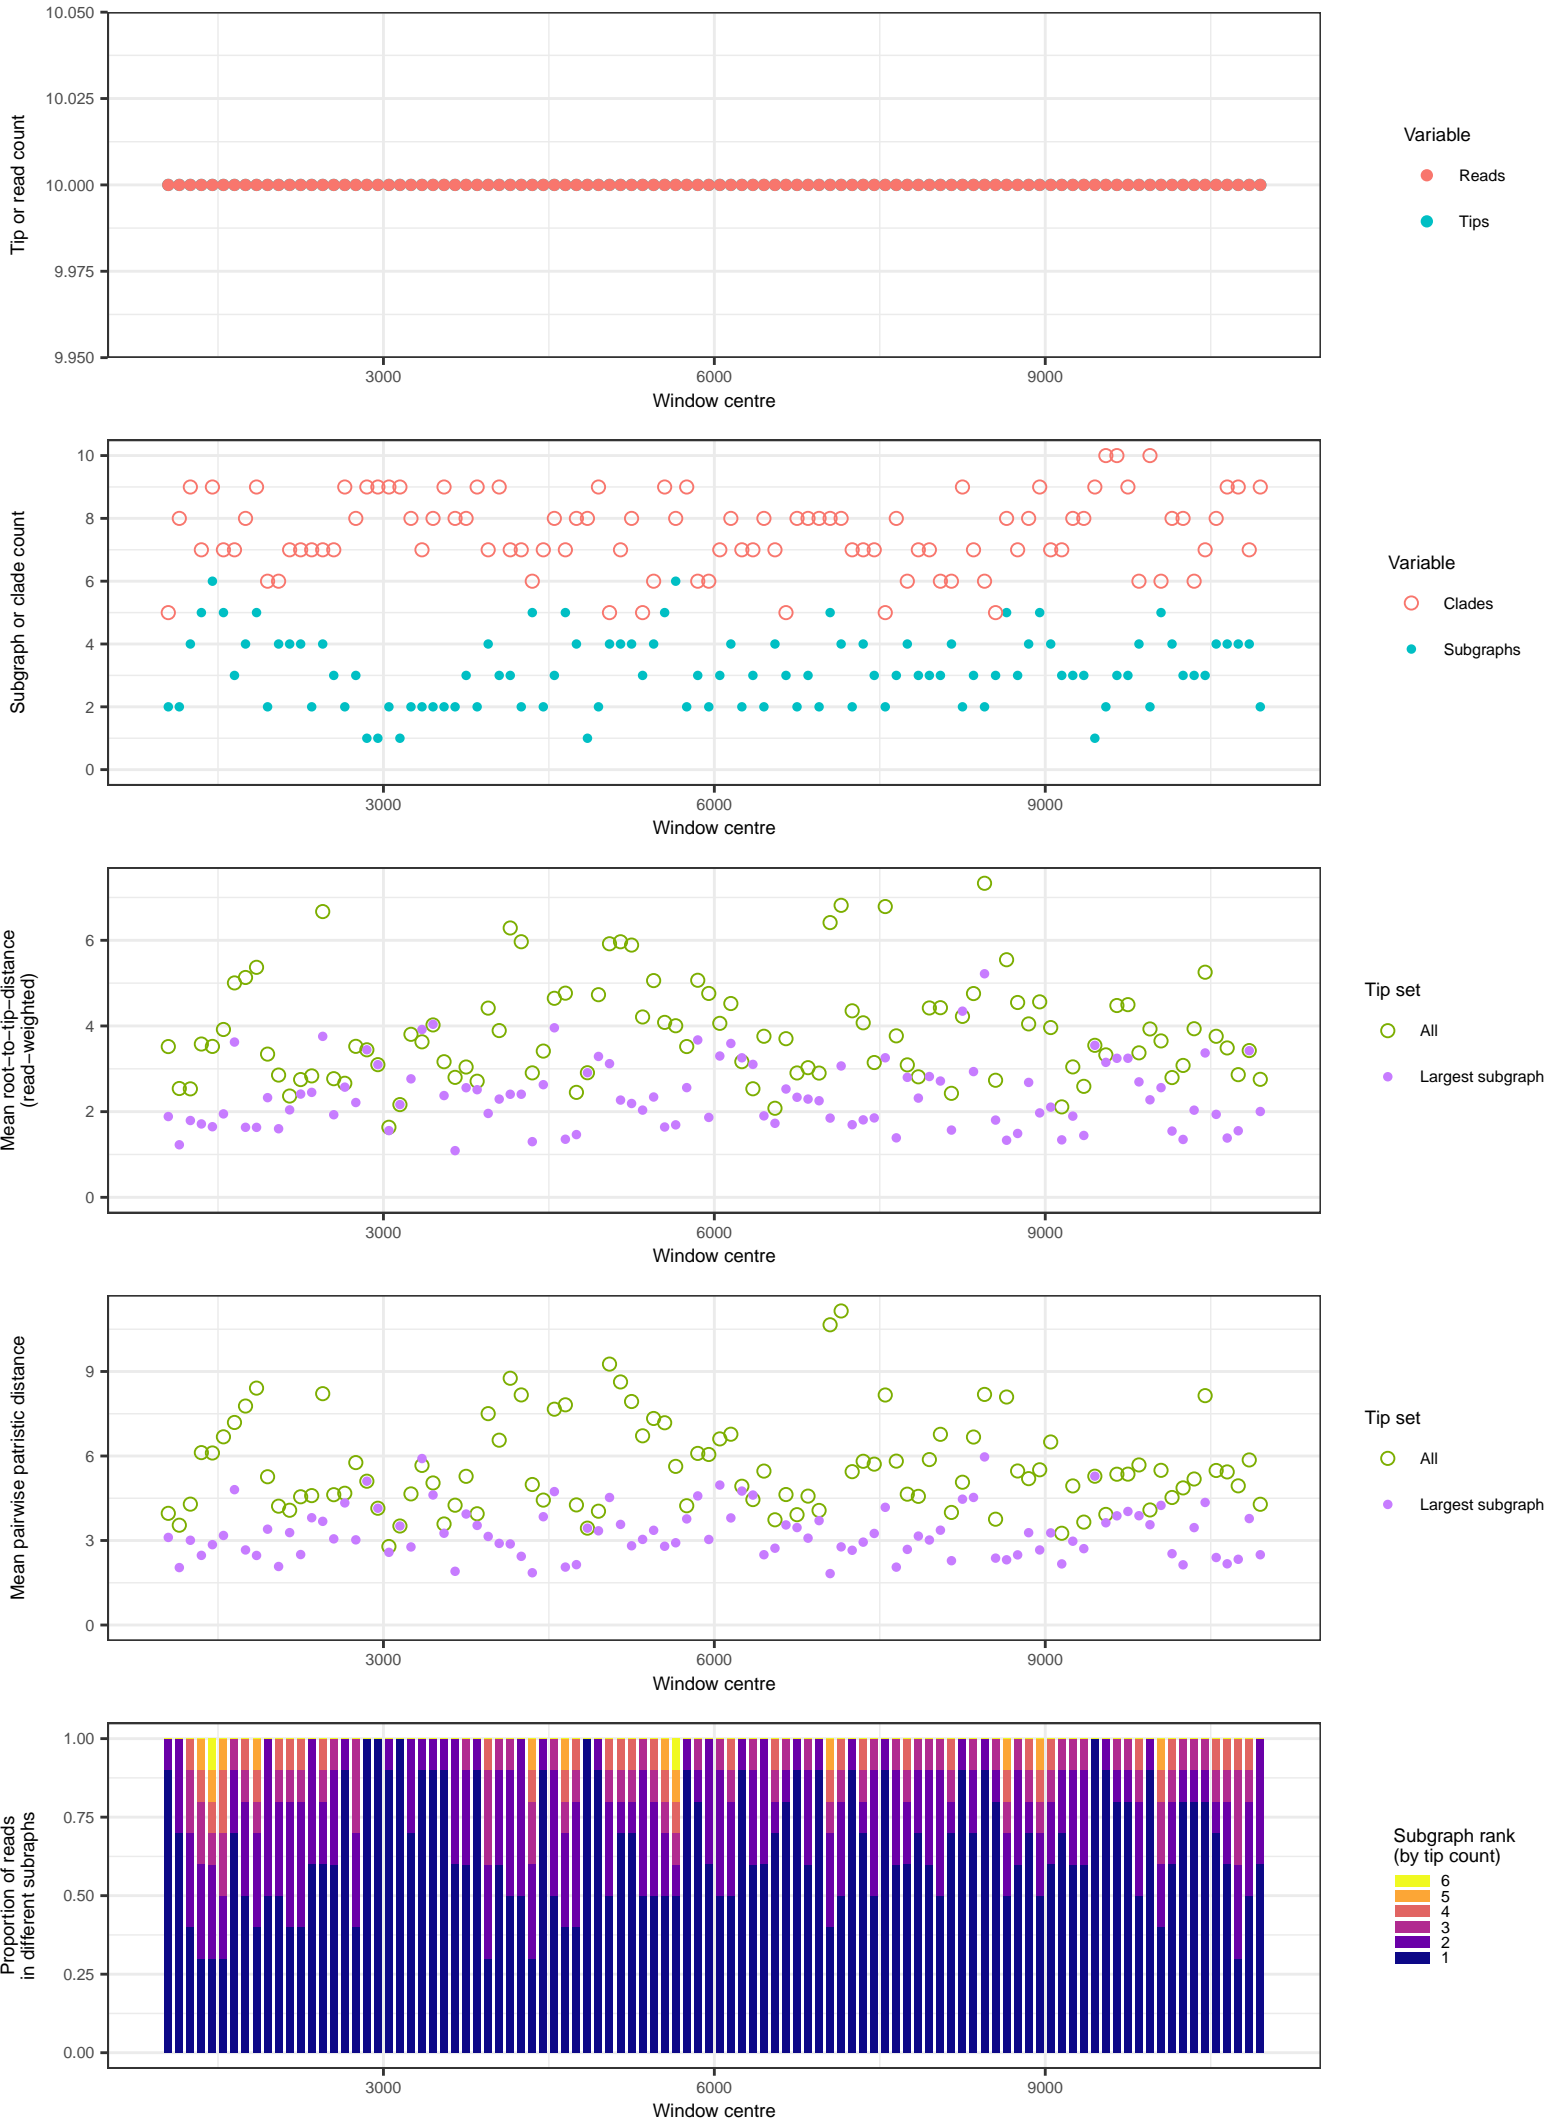 10.050
10.025
10.000
9.975
9.950
Tip or read count
3000
6000
9000
Window centre
Variable
Reads
Tips
10
8
6
4
2
0
Subgraph or clade count
3000
6000
9000
Window centre
Variable
Clades
Subgraphs
6
4
2
0
Mean root−to−tip−distance
(read−weighted)
3000
6000
9000
Window centre
Tip set
All
Largest subgraph
9
6
3
0
Mean pairwise patristic distance
3000
6000
9000
Window centre
Tip set
All
Largest subgraph
1.00
0.75
0.50
0.25
0.00
Proportion of reads
in different subgraphs
3000
6000
9000
Window centre
Subgraph rank
(by tip count)
6
5
4
3
2
1